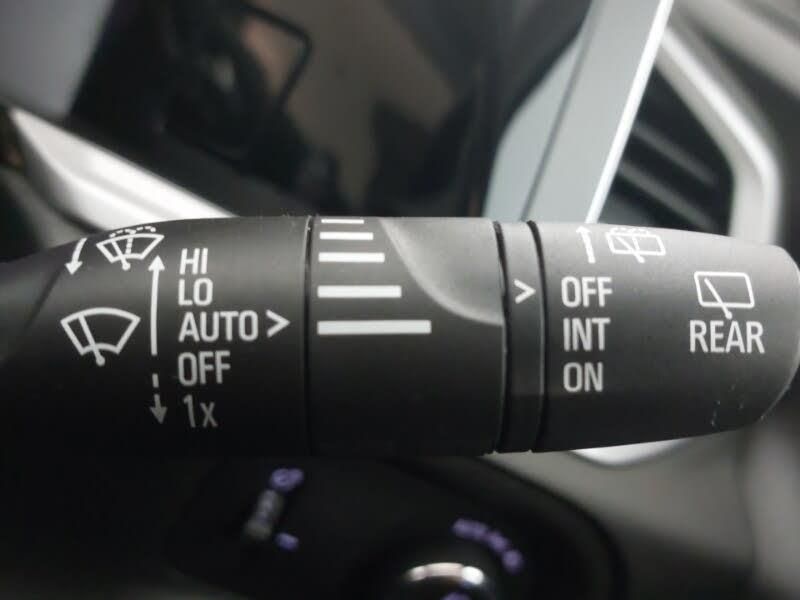 HI
LO
AUTO >
OFF
1x
>
OFF
INT
ON
REAR